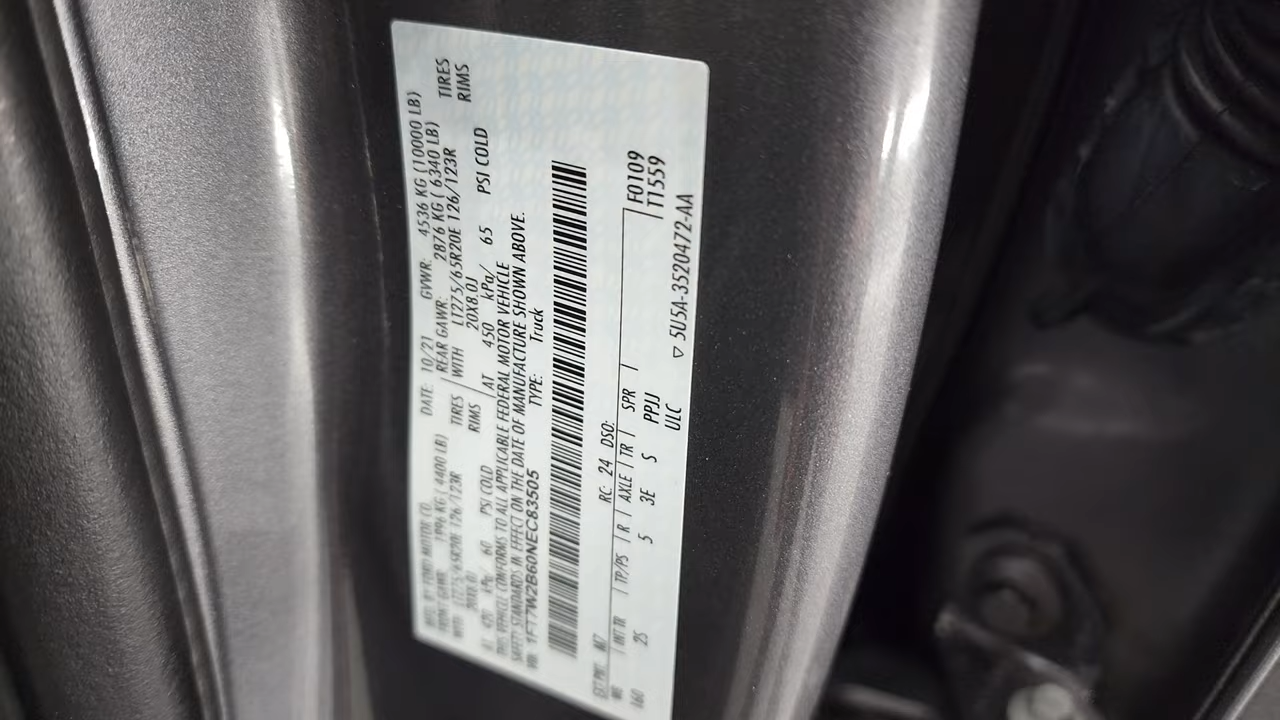 MFD. BY FORD MOTOR CO.
DATE: 10/21 GVWR: 4536 KG (10000 LB)
FRONT GAWR: 1996 KG ( 4400 LB) REAR GAWR: 2876 KG ( 6340 LB)
WITH LT275/65R20E 126/123R TIRES WITH LT275/65R20E 126/123R TIRES
20X8.0J RIMS 20X8.0J RIMS
kPa/ 60 PSI COLD AT 450 kPa/ 65 PSI COLD
THIS VEHICLE CONFORMS TO ALL APPLICABLE FEDERAL MOTOR VEHICLE
SAFETY STANDARDS IN EFFECT ON THE DATE OF MANUFACTURE SHOWN ABOVE.
VIN: 1FT7W2B60NEC83505 TYPE: Truck
EXT PNT: M7 RC: 24 DSO: F0109
WB INT TR TP/PS R AXLE TR SPR T1559
160 2S 5 3E S PPJJ
ULC
▽ 5U5A-3520472-AA